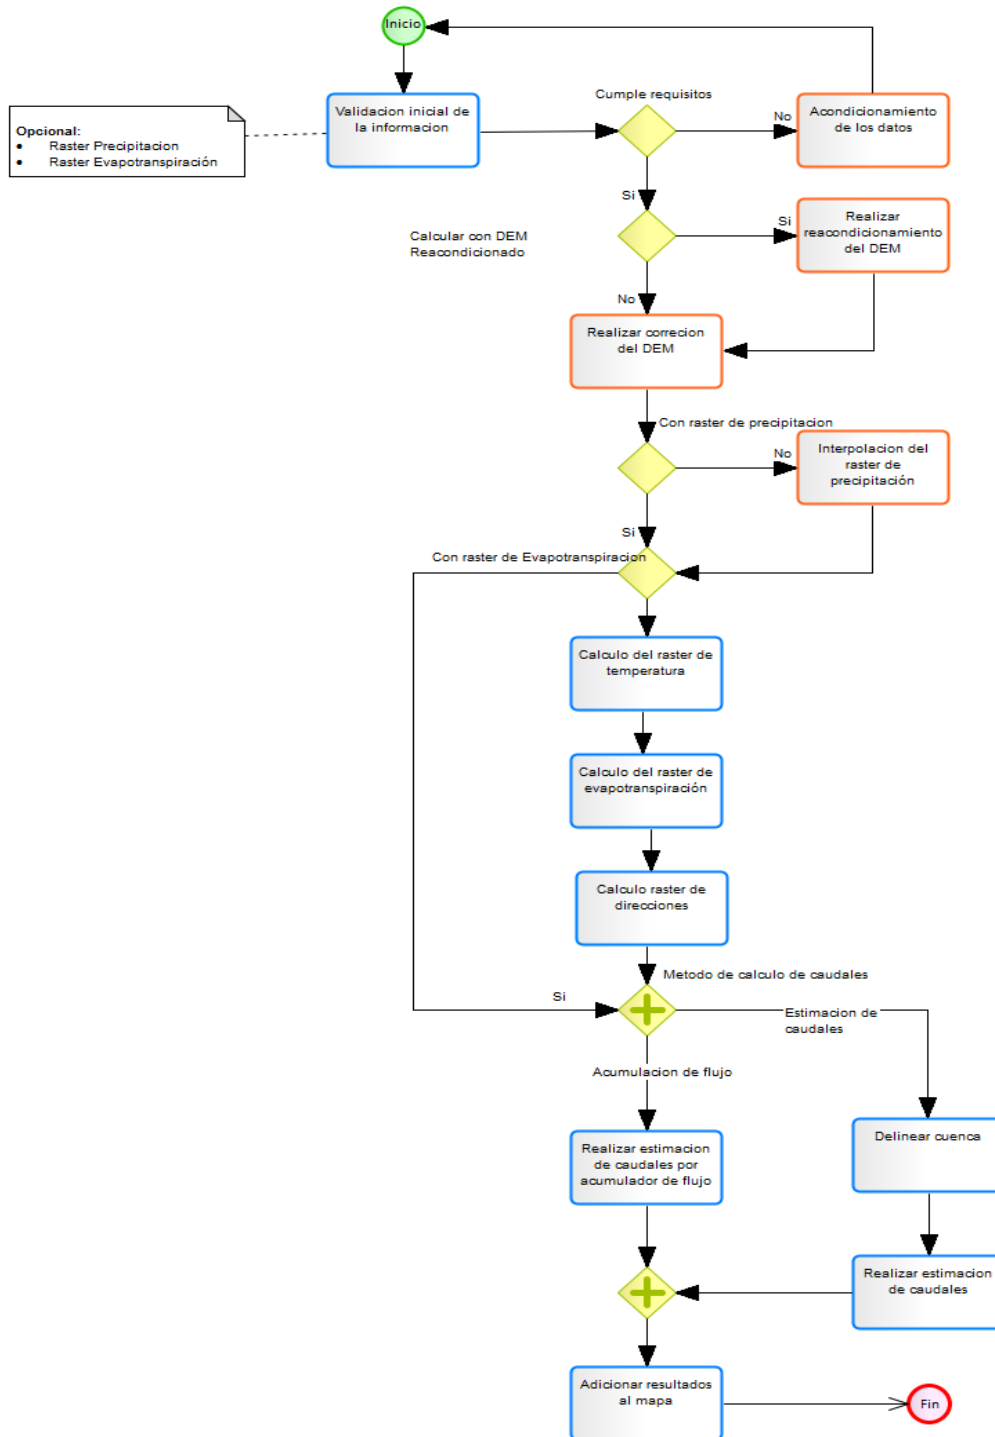 Inicio
Validacion inicial de
la informacion
Opcional:
• Raster Precipitacion
• Raster Evapotranspiración
Cumple requisitos
No
Acondicionamiento
de los datos
Si
Calcular con DEM
Reacondicionado
Si
Realizar
reacondicionamiento
del DEM
No
Realizar correcion
del DEM
Con raster de precipitacion
No
Interpolacion del
raster de
precipitación
Si
Con raster de Evapotranspiracion
Calculo del raster de
temperatura
Calculo del raster de
evapotranspiración
Calculo raster de
direcciones
Metodo de calculo de caudales
Si
Estimacion de
caudales
Acumulacion de flujo
Realizar estimacion
de caudales por
acumulador de flujo
Delinear cuenca
Realizar estimacion
de caudales
Adicionar resultados
al mapa
Fin